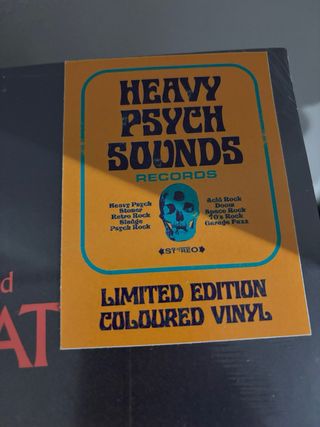 HEAVY
PSYCH
SOUNDS
RECORDS
Heavy Psych
Stoner
Retro Rock
Sludge
Psych Rock
Acid Rock
Doom
Space Rock
70's Rock
Garage Fuzz
STEREO
LIMITED EDITION
COLOURED VINYL
d
AT